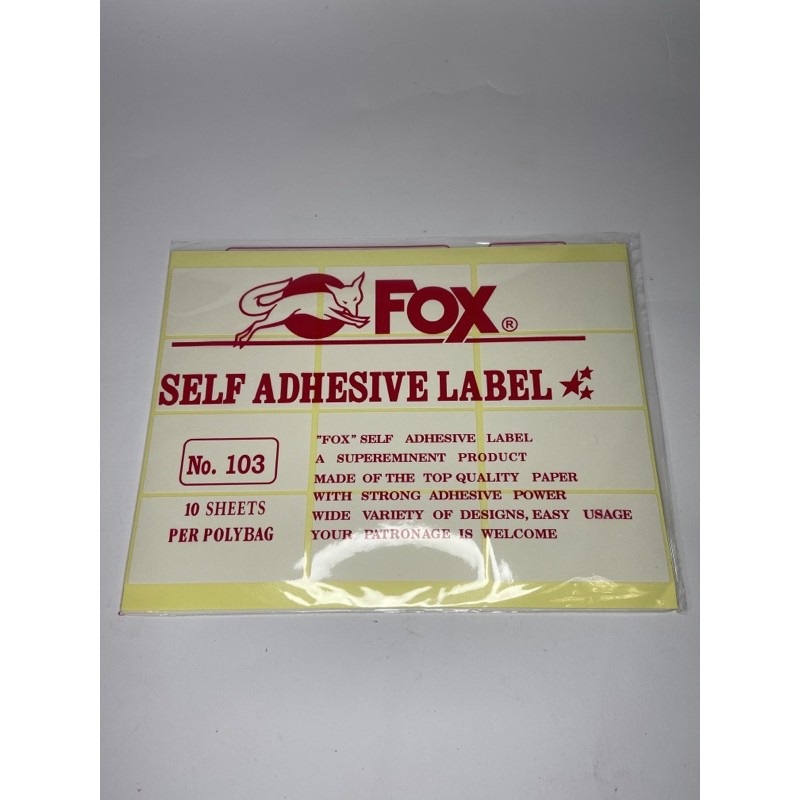 FOX®
SELF ADHESIVE LABEL
No. 103
10 SHEETS
PER POLYBAG
"FOX" SELF ADHESIVE LABEL
A SUPEREMINENT PRODUCT
MADE OF THE TOP QUALITY PAPER
WITH STRONG ADHESIVE POWER
WIDE VARIETY OF DESIGNS, EASY USAGE
YOUR PATRONAGE IS WELCOME